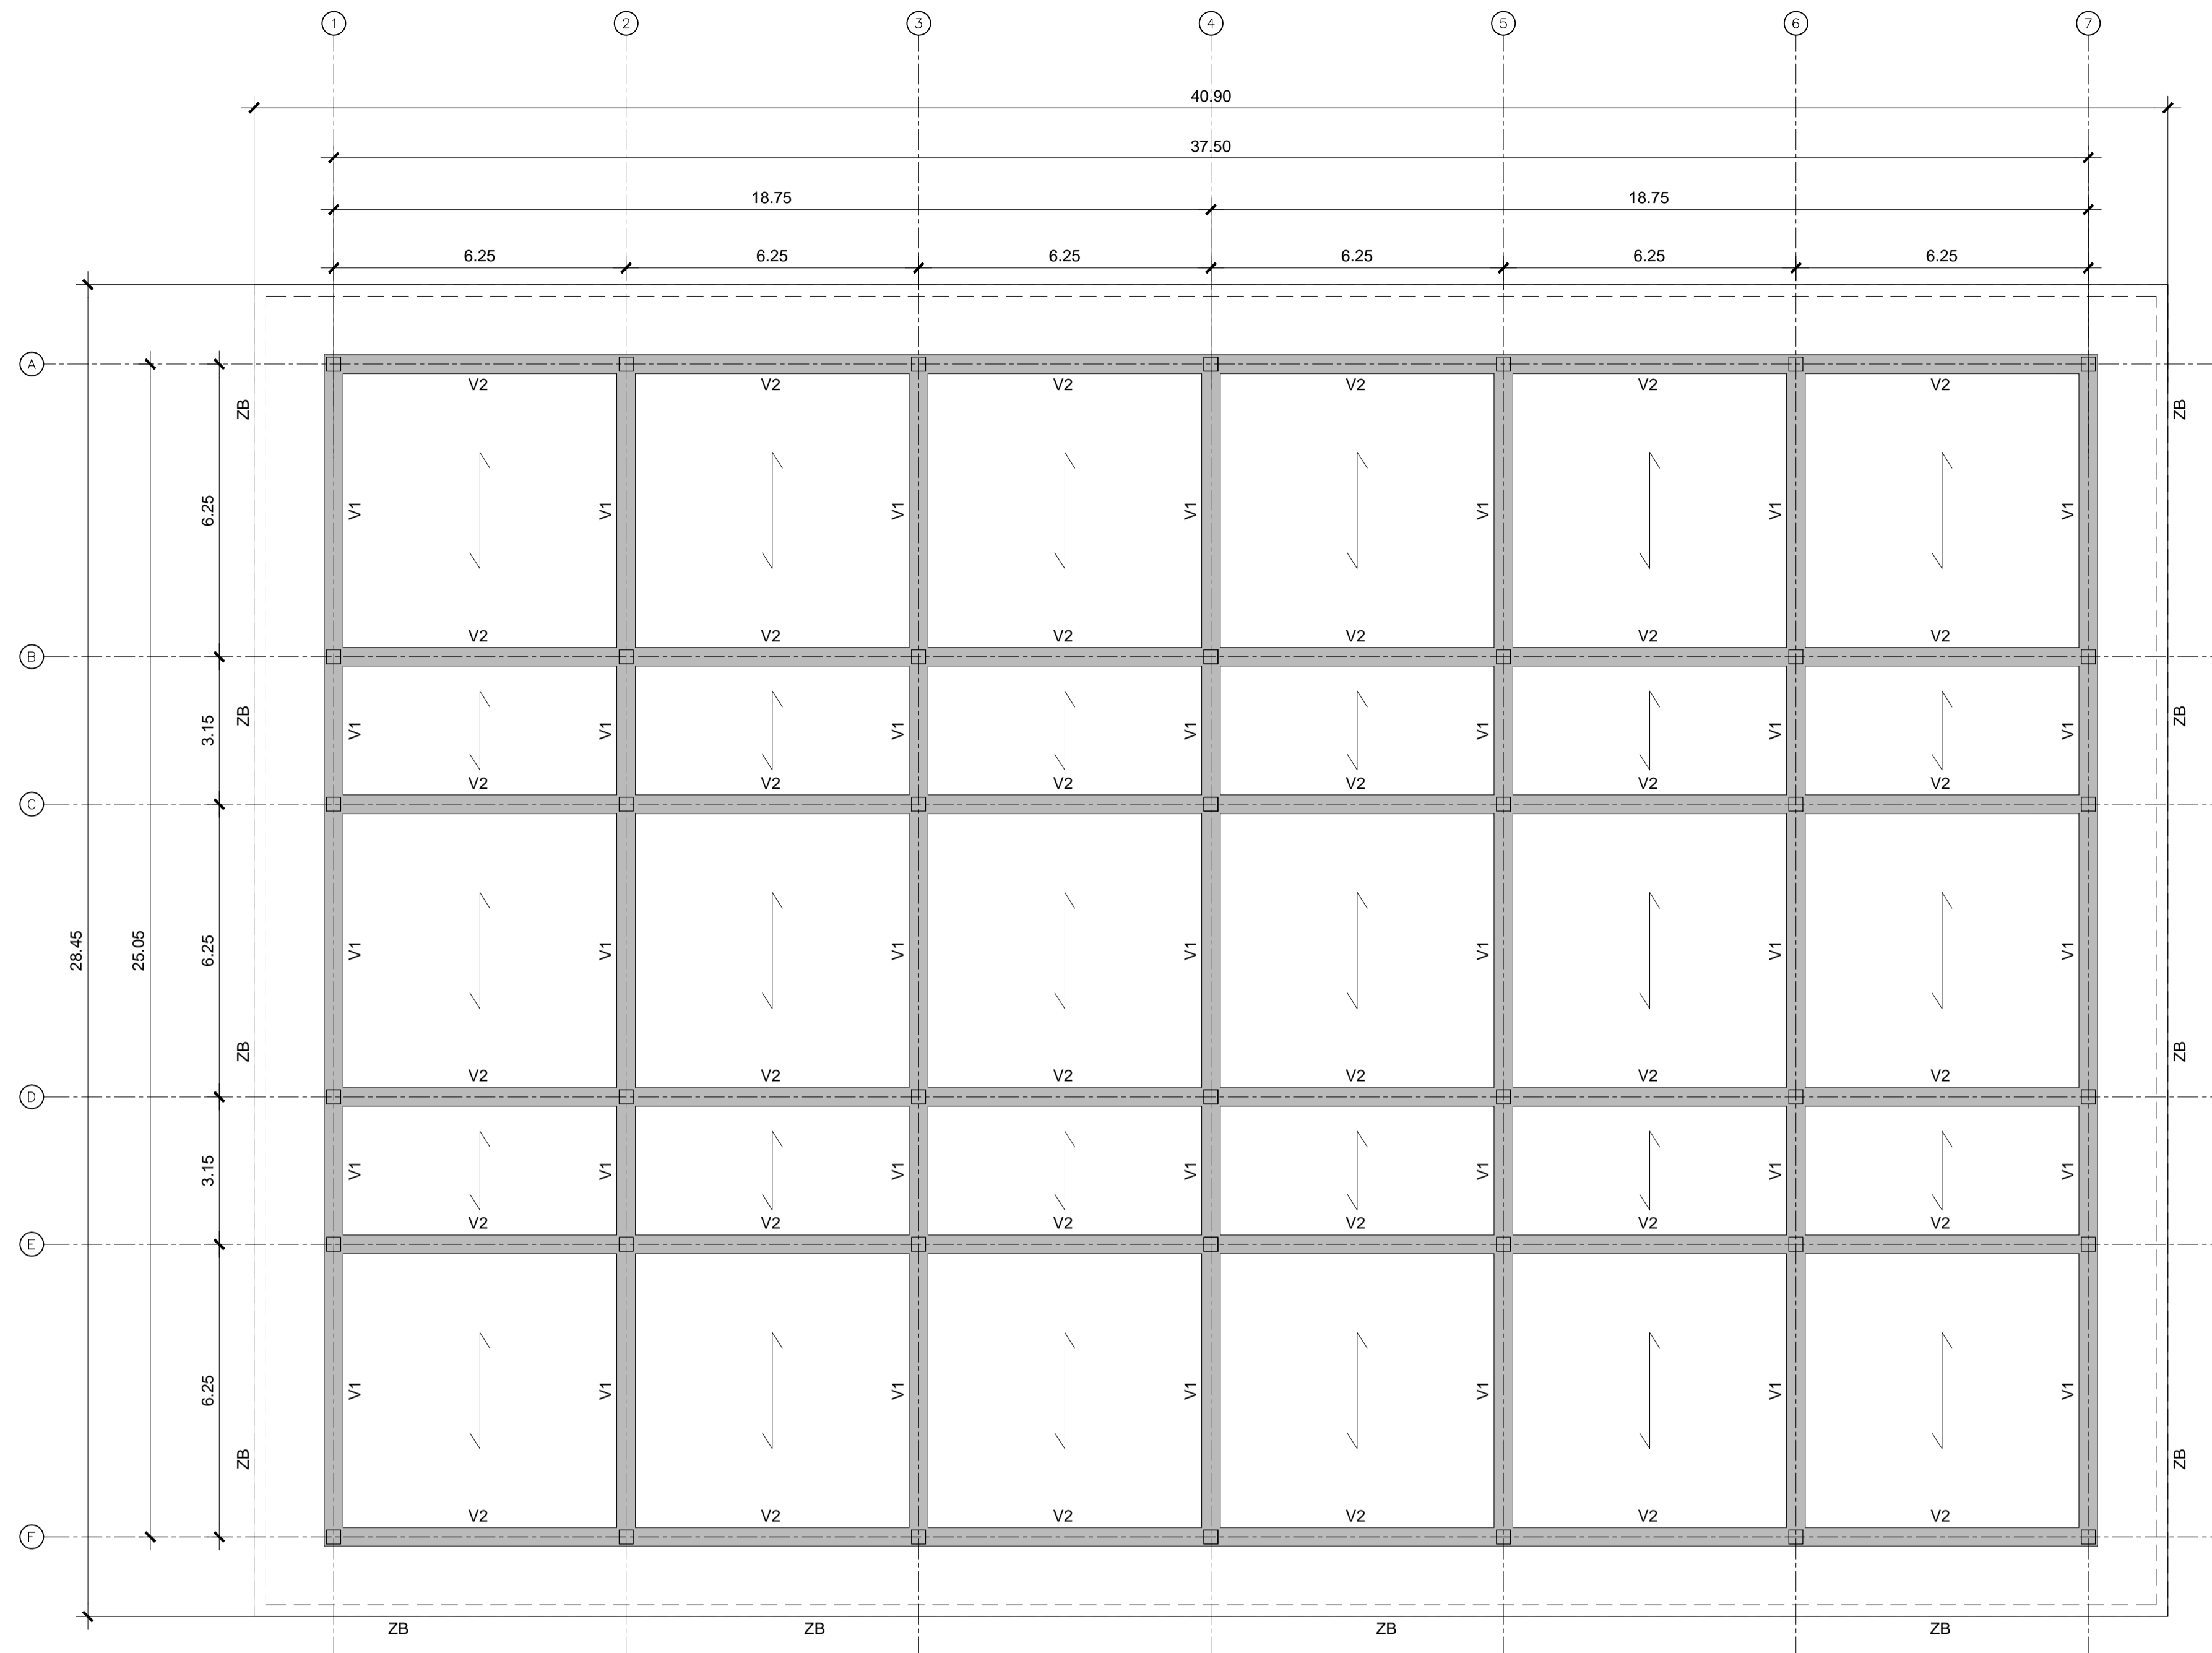 1 2 3 4 5 6 7
40.90
37.50
18.75 18.75
6.25 6.25 6.25 6.25 6.25 6.25
A
V2 V2 V2 V2 V2 V2
ZB ZB
6.25 V1 V1 V1 V1 V1 V1 V1
V2 V2 V2 V2 V2 V2
B
ZB ZB
3.15 V1 V1 V1 V1 V1 V1 V1
V2 V2 V2 V2 V2 V2
C
28.45 25.05 6.25 V1 V1 V1 V1 V1 V1 V1
ZB ZB
V2 V2 V2 V2 V2 V2
D
3.15 V1 V1 V1 V1 V1 V1 V1
V2 V2 V2 V2 V2 V2
E
6.25 V1 V1 V1 V1 V1 V1 V1
ZB ZB
V2 V2 V2 V2 V2 V2
F
ZB ZB ZB ZB